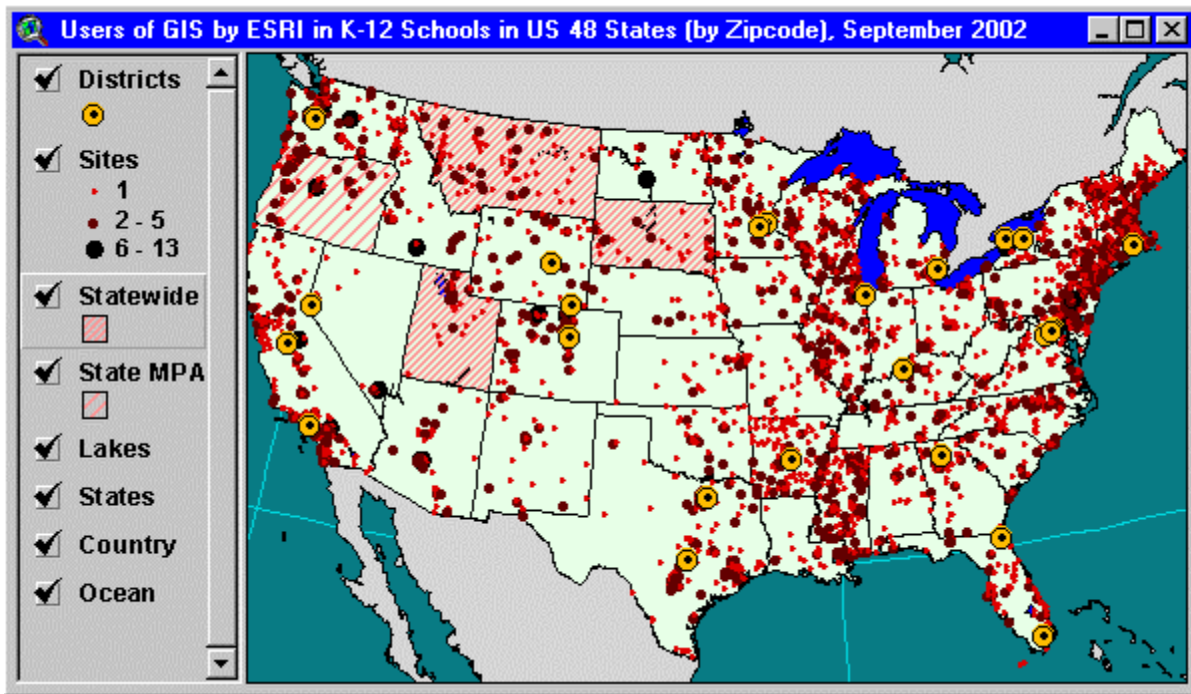 Users of GIS by ESRI in K-12 Schools in US 48 States (by Zipcode), September 2002
Districts
Sites
1
2 - 5
6 - 13
Statewide
State MPA
Lakes
States
Country
Ocean